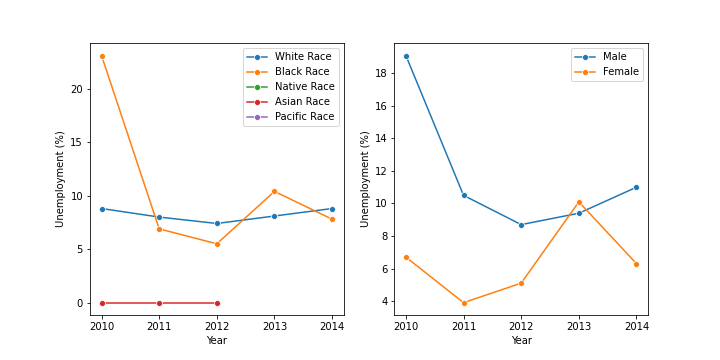 White Race
Black Race
Native Race
Asian Race
Pacific Race
20
15
10
5
0
Unemployment (%)
2010 2011 2012 2013 2014
Year
Male
Female
18
16
14
12
10
8
6
4
Unemployment (%)
2010 2011 2012 2013 2014
Year